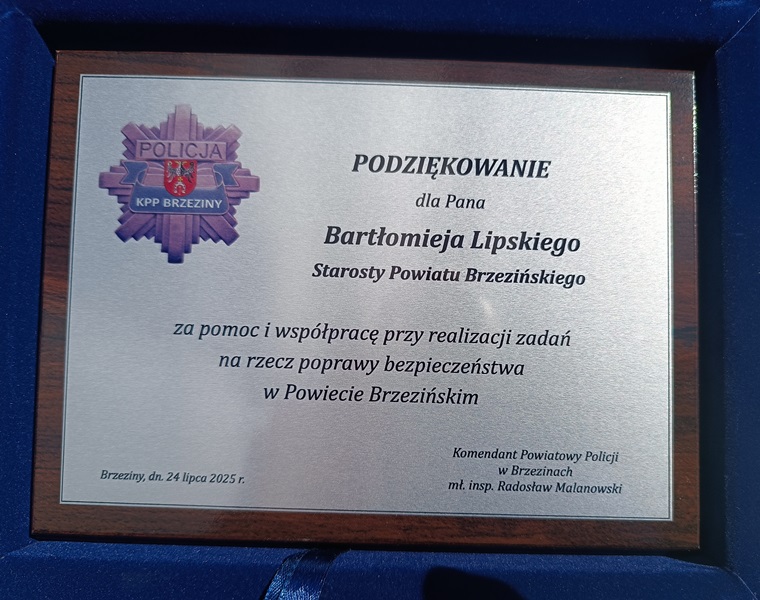 POLICJA
KPP BRZEZINY
PODZIĘKOWANIE
dla Pana
Bartłomieja Lipskiego
Starosty Powiatu Brzezińskiego
za pomoc i współpracę przy realizacji zadań
na rzecz poprawy bezpieczeństwa
w Powiecie Brzezińskim
Brzeziny, dn. 24 lipca 2025 r.
Komendant Powiatowy Policji
w Brzezinach
mł. insp. Radosław Malanowski